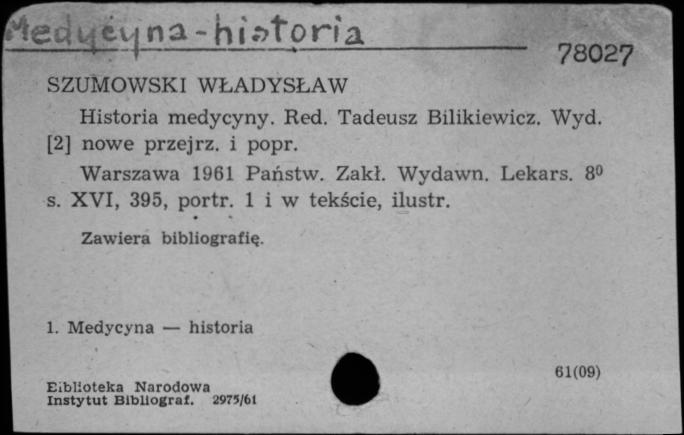 Medycyna - historia
78027
SZUMOWSKI WŁADYSŁAW
Historia medycyny. Red. Tadeusz Bilikiewicz. Wyd.
[2] nowe przejrz. i popr.
Warszawa 1961 Państw. Zakł. Wydawn. Lekars. 8⁰
s. XVI, 395, portr. 1 i w tekście, ilustr.
Zawiera bibliografię.
1. Medycyna — historia
61(09)
Biblioteka Narodowa
Instytut Bibliograf. 2975/61